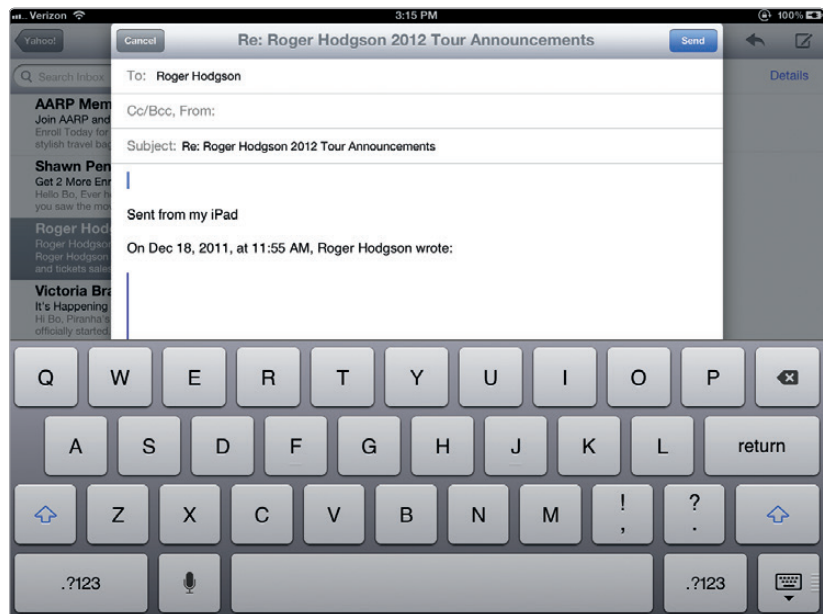 Verizon 3:15 PM 100%
Yahoo! Cancel Re: Roger Hodgson 2012 Tour Announcements Send
Search Inbox To: Roger Hodgson Details
AARP Mem
Join AARP and Cc/Bcc, From:
Enroll Today for
stylish travel bag Subject: Re: Roger Hodgson 2012 Tour Announcements
Shawn Pen
Get 2 More Enr
Hello Bo, Ever h
you saw the mo
Sent from my iPad
Roger Hod
Roger Hodgson
Roger Hodgson On Dec 18, 2011, at 11:55 AM, Roger Hodgson wrote:
and tickets sales
Victoria Bra
It's Happening
Hi Bo, Piranha's
officially started
Q W E R T Y U I O P
A S D F G H J K L return
Z X C V B N M ! , ? .
.?123 .?123